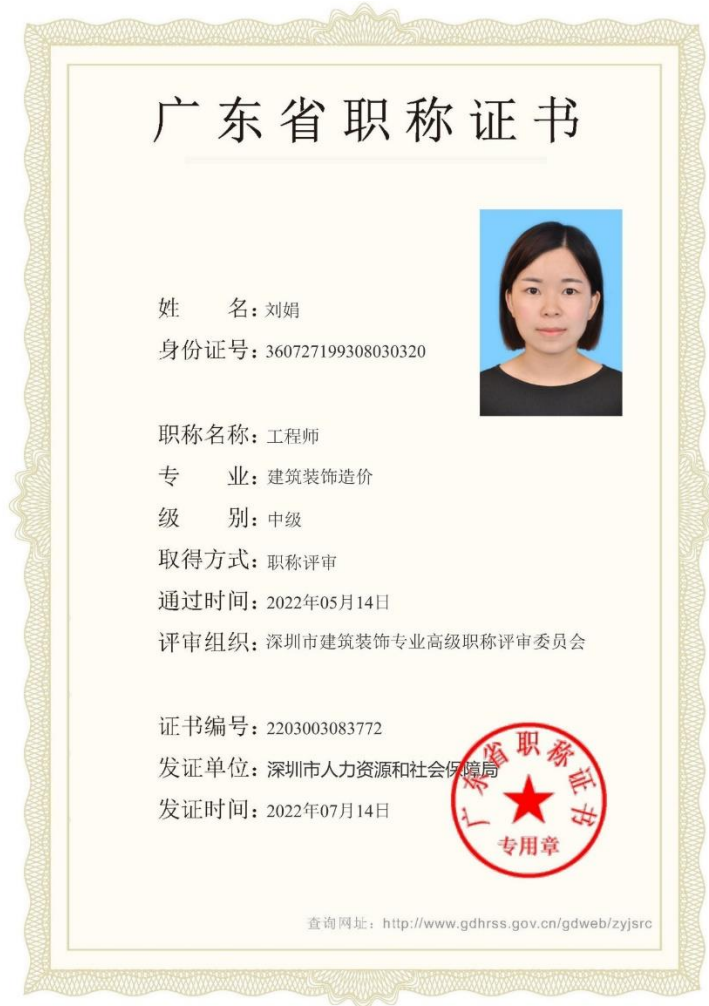 广东省职称证书
姓 名：刘娟
身份证号：360727199308030320
职称名称：工程师
专 业：建筑装饰造价
级 别：中级
取得方式：职称评审
通过时间：2022年05月14日
评审组织：深圳市建筑装饰专业高级职称评审委员会
证书编号：2203003083772
发证单位：深圳市人力资源和社会保障局
发证时间：2022年07月14日
广东省职称证书
专用章
查询网址：http://www.gdhrss.gov.cn/gdweb/zyjsrc